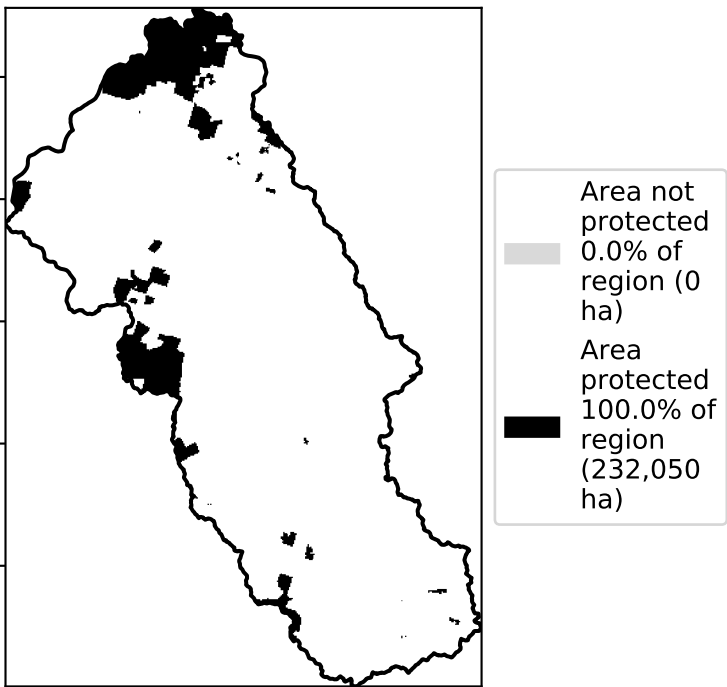 Area not
protected
0.0% of
region (0
ha)
Area
protected
100.0% of
region
(232,050
ha)